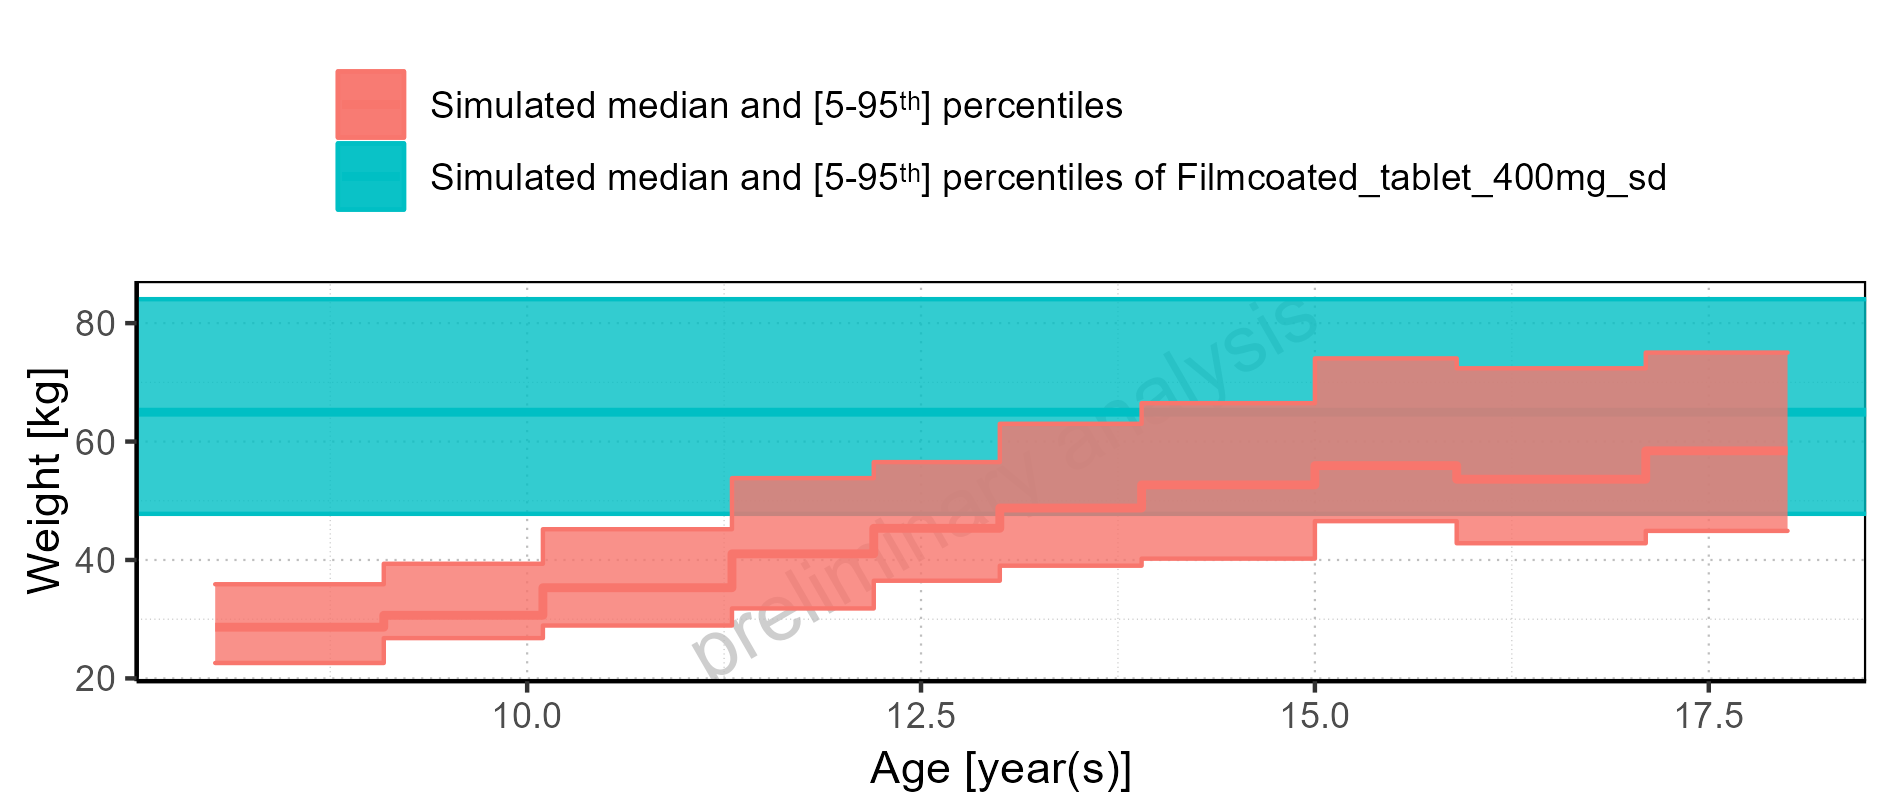 Simulated median and [5-95th] percentiles
Simulated median and [5-95th] percentiles of Filmcoated_tablet_400mg_sd
Weight [kg]
80
60
40
20
preliminary analysis
10.0
12.5
15.0
17.5
Age [year(s)]